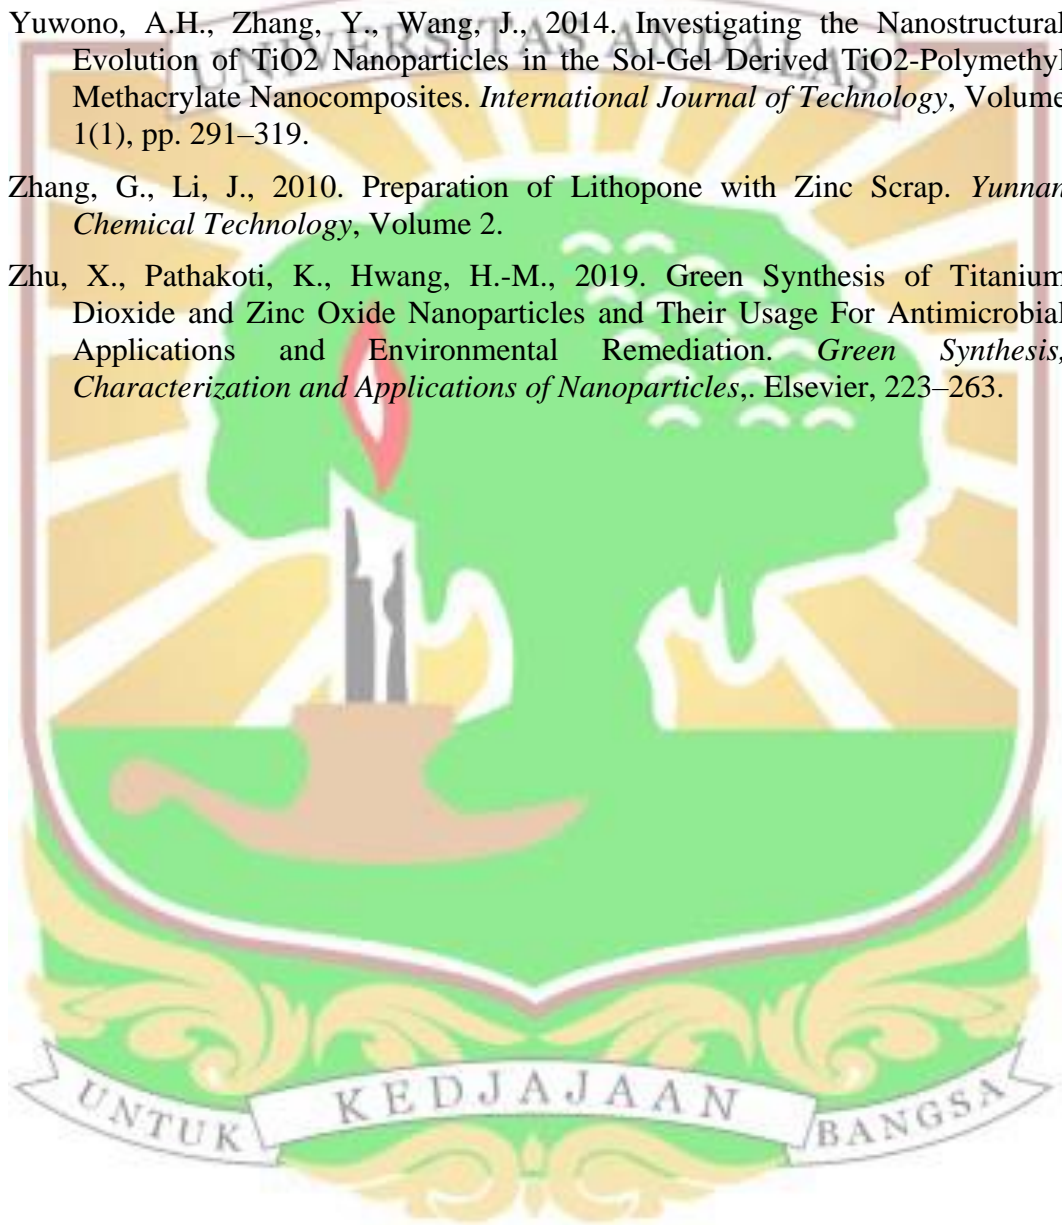 Yuwono, A.H., Zhang, Y., Wang, J., 2014. Investigating the Nanostructural
UNIVERSITAS ANDALAS
Evolution of TiO2 Nanoparticles in the Sol-Gel Derived TiO2-Polymethyl
Methacrylate Nanocomposites. International Journal of Technology, Volume
1(1), pp. 291–319.
Zhang, G., Li, J., 2010. Preparation of Lithopone with Zinc Scrap. Yunnan
Chemical Technology, Volume 2.
Zhu, X., Pathakoti, K., Hwang, H.-M., 2019. Green Synthesis of Titanium
Dioxide and Zinc Oxide Nanoparticles and Their Usage For Antimicrobial
Applications and Environmental Remediation. Green Synthesis,
Characterization and Applications of Nanoparticles,. Elsevier, 223–263.
UNTUK KEDJAJAAN BANGSA